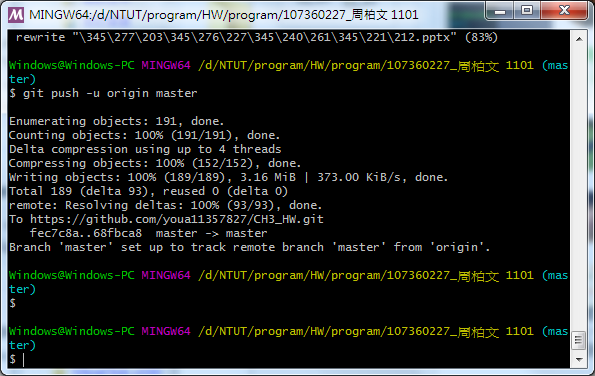 MINGW64:/d/NTUT/program/HW/program/107360227_周柏文 1101
rewrite "\345\277\203\345\276\227\345\240\261\345\221\212.pptx" (83%)
Windows@Windows-PC MINGW64 /d/NTUT/program/HW/program/107360227_周柏文 1101 (mas
ter)
$ git push -u origin master
Enumerating objects: 191, done.
Counting objects: 100% (191/191), done.
Delta compression using up to 4 threads
Compressing objects: 100% (152/152), done.
Writing objects: 100% (189/189), 3.16 MiB | 373.00 KiB/s, done.
Total 189 (delta 93), reused 0 (delta 0)
remote: Resolving deltas: 100% (93/93), done.
To https://github.com/youa11357827/CH3_HW.git
fec7c8a..68fbca8  master -> master
Branch 'master' set up to track remote branch 'master' from 'origin'.
Windows@Windows-PC MINGW64 /d/NTUT/program/HW/program/107360227_周柏文 1101 (mas
ter)
$
Windows@Windows-PC MINGW64 /d/NTUT/program/HW/program/107360227_周柏文 1101 (mas
ter)
$